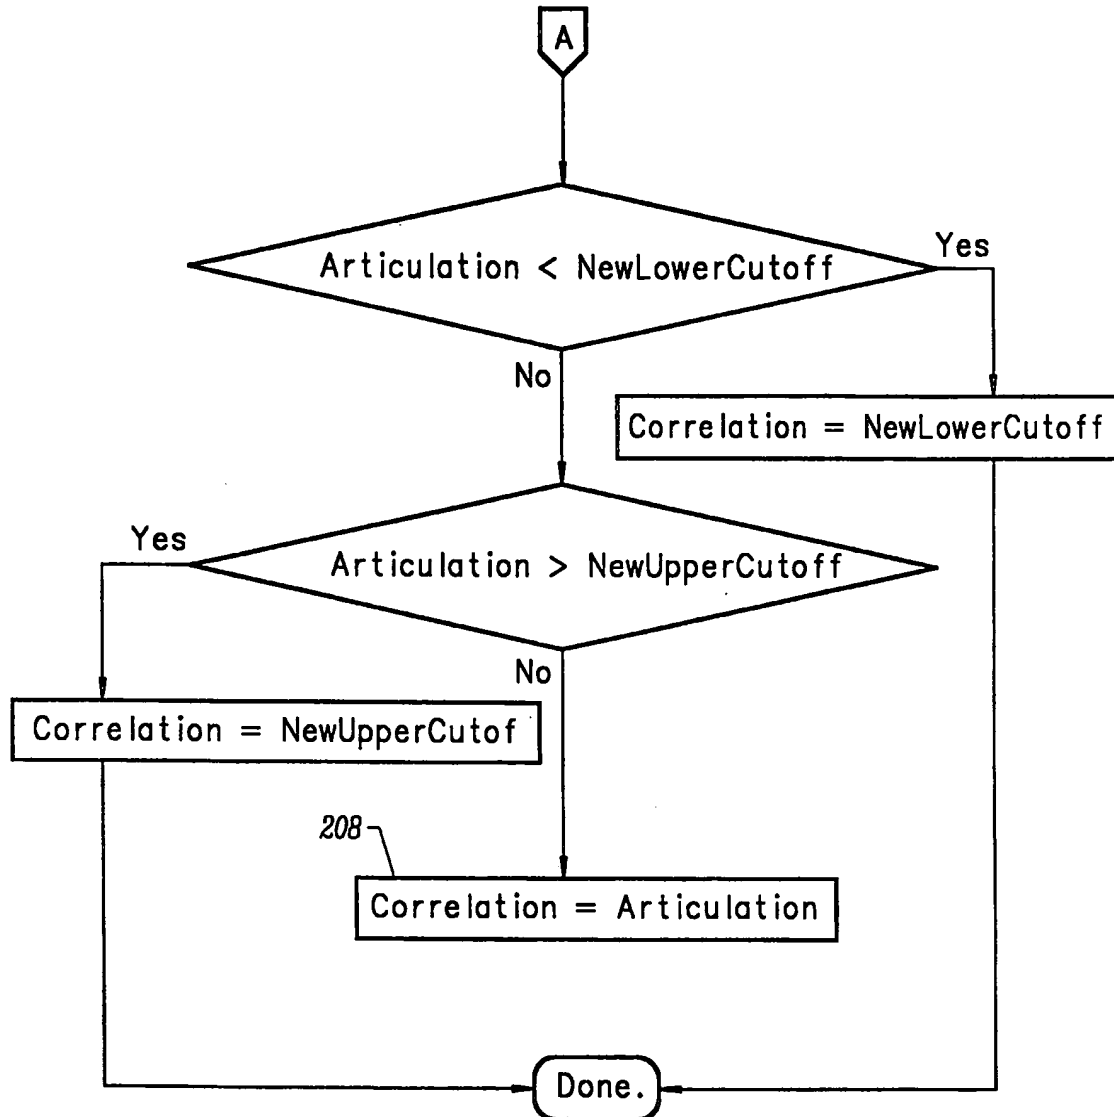 A
Articulation < NewLowerCutoff
Yes
No
Correlation = NewLowerCutoff
Yes
Articulation > NewUpperCutoff
No
Correlation = NewUpperCutof
208
Correlation = Articulation
Done.